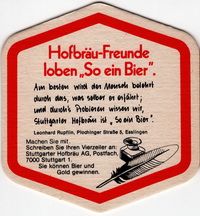 Hofbräu-Freunde
loben „So ein Bier".
Am besten wird der Mensch belehrt
durch das, was selber er erfährt;
und durch's Probieren wissen wir,
Stuttgarter Hofbräu ist „So ein Bier".
Leonhard Ruptin, Plochinger Straße 5, Esslingen
Machen Sie mit.
Schreiben Sie Ihren Vierzeiler an:
Stuttgarter Hofbräu AG, Postfach,
7000 Stuttgart 1
Sie können Bier und
Gold gewinnen.